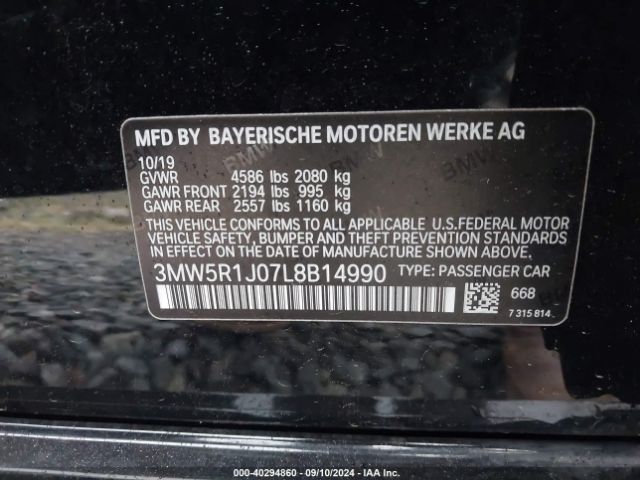 MFD BY BAYERISCHE MOTOREN WERKE AG
10/19
GVWR 4586 lbs 2080 kg
GAWR FRONT 2194 lbs 995 kg
GAWR REAR 2557 lbs 1160 kg
THIS VEHICLE CONFORMS TO ALL APPLICABLE U.S.FEDERAL MOTOR
VEHICLE SAFETY, BUMPER AND THEFT PREVENTION STANDARDS
IN EFFECT ON THE DATE OF MANUFACTURE SHOWN ABOVE
3MW5R1J07L8B14990 TYPE: PASSENGER CAR
668
7 315 814
000-40294860 - 09/10/2024 - IAA Inc.